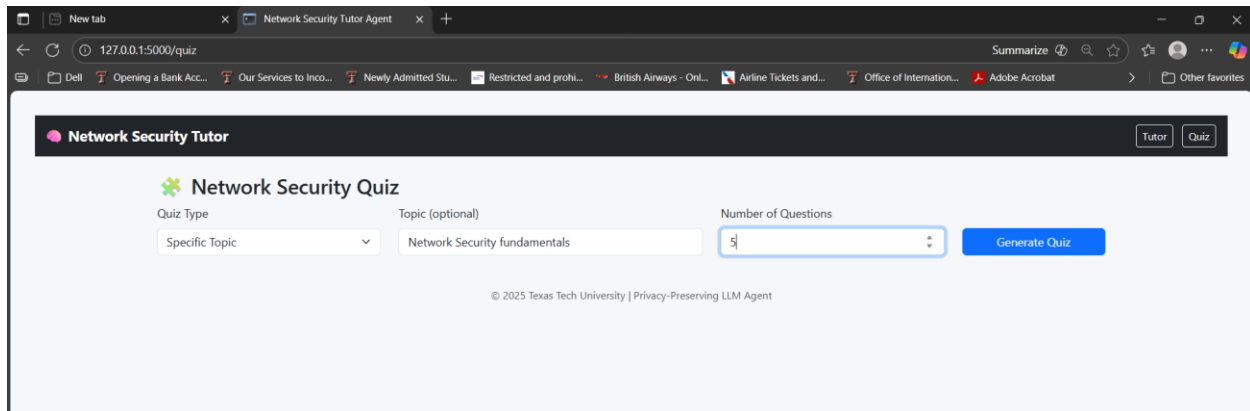 New tab
Network Security Tutor Agent
127.0.0.1:5000/quiz
Summarize
Dell
Opening a Bank Acc...
Our Services to Inco...
Newly Admitted Stu...
Restricted and prohi...
British Airways - Onl...
Airline Tickets and...
Office of Internation...
Adobe Acrobat
Other favorites
Network Security Tutor
Tutor
Quiz
Network Security Quiz
Quiz Type
Topic (optional)
Number of Questions
Specific Topic
Network Security fundamentals
5
Generate Quiz
© 2025 Texas Tech University | Privacy-Preserving LLM Agent